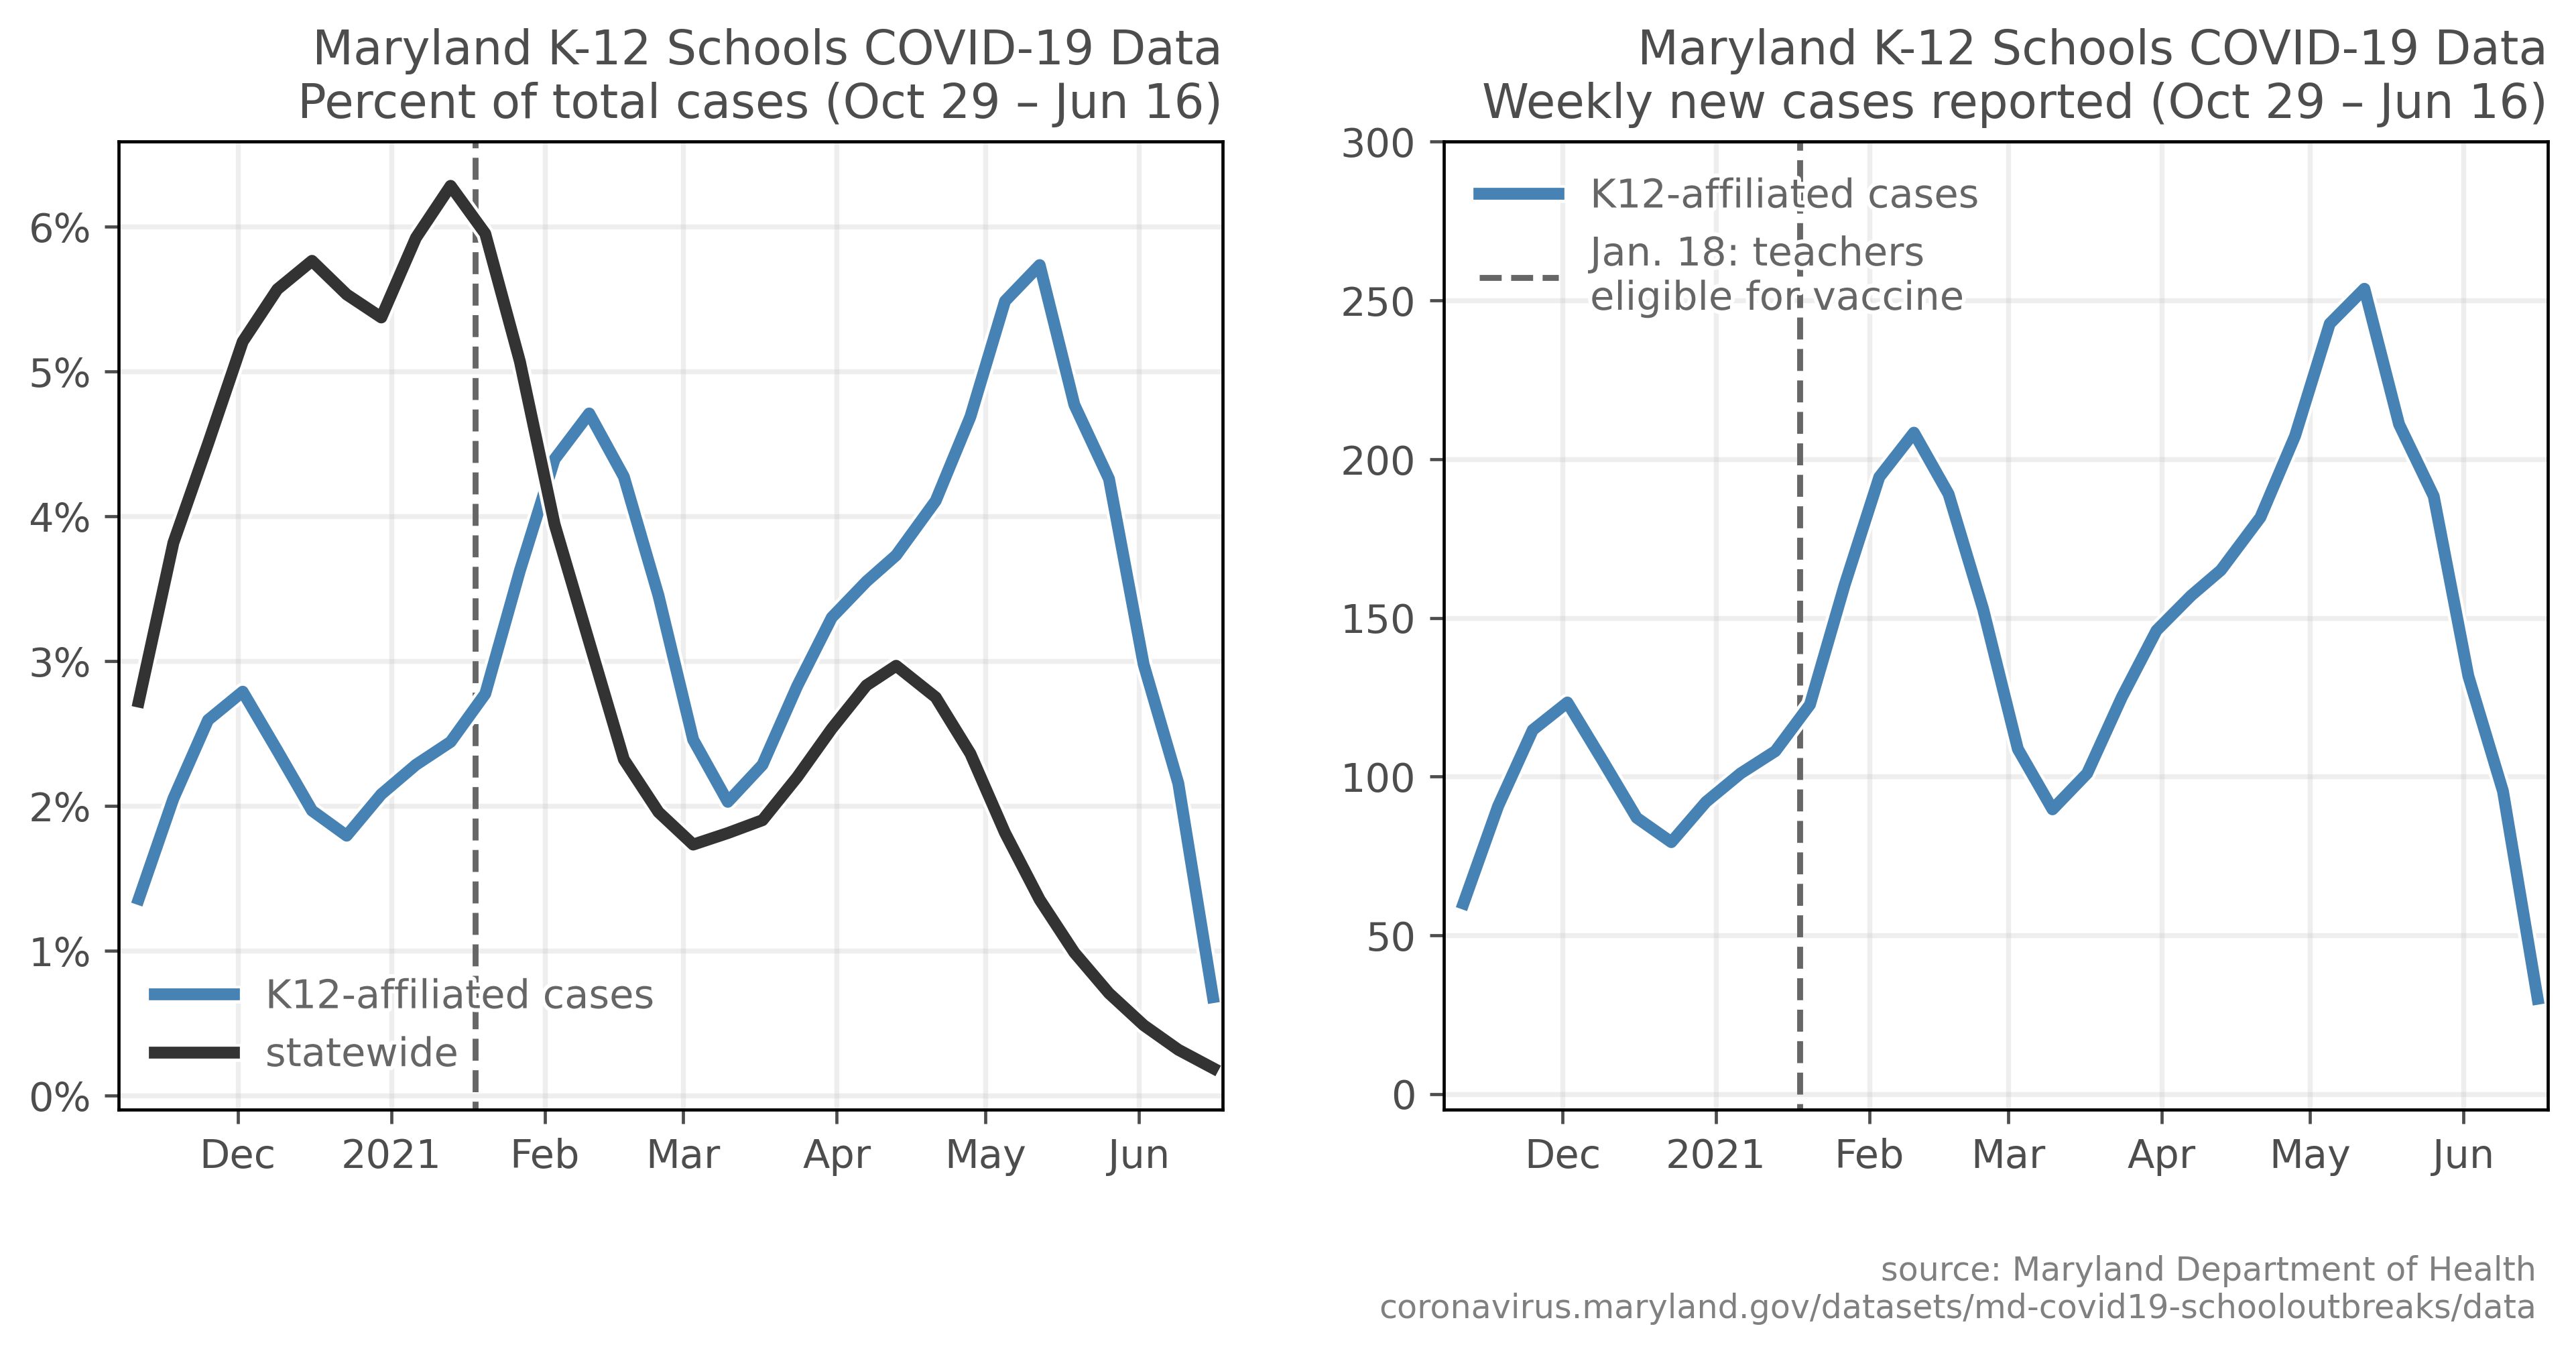 Maryland K-12 Schools COVID-19 Data
Percent of total cases (Oct 29 – Jun 16)
6%
5%
4%
3%
2%
1%
0%
K12-affiliated cases
statewide
Dec 2021 Feb Mar Apr May Jun
Maryland K-12 Schools COVID-19 Data
Weekly new cases reported (Oct 29 – Jun 16)
300
250
200
150
100
50
0
K12-affiliated cases
Jan. 18: teachers
eligible for vaccine
Dec 2021 Feb Mar Apr May Jun
source: Maryland Department of Health
coronavirus.maryland.gov/datasets/md-covid19-schooloutbreaks/data